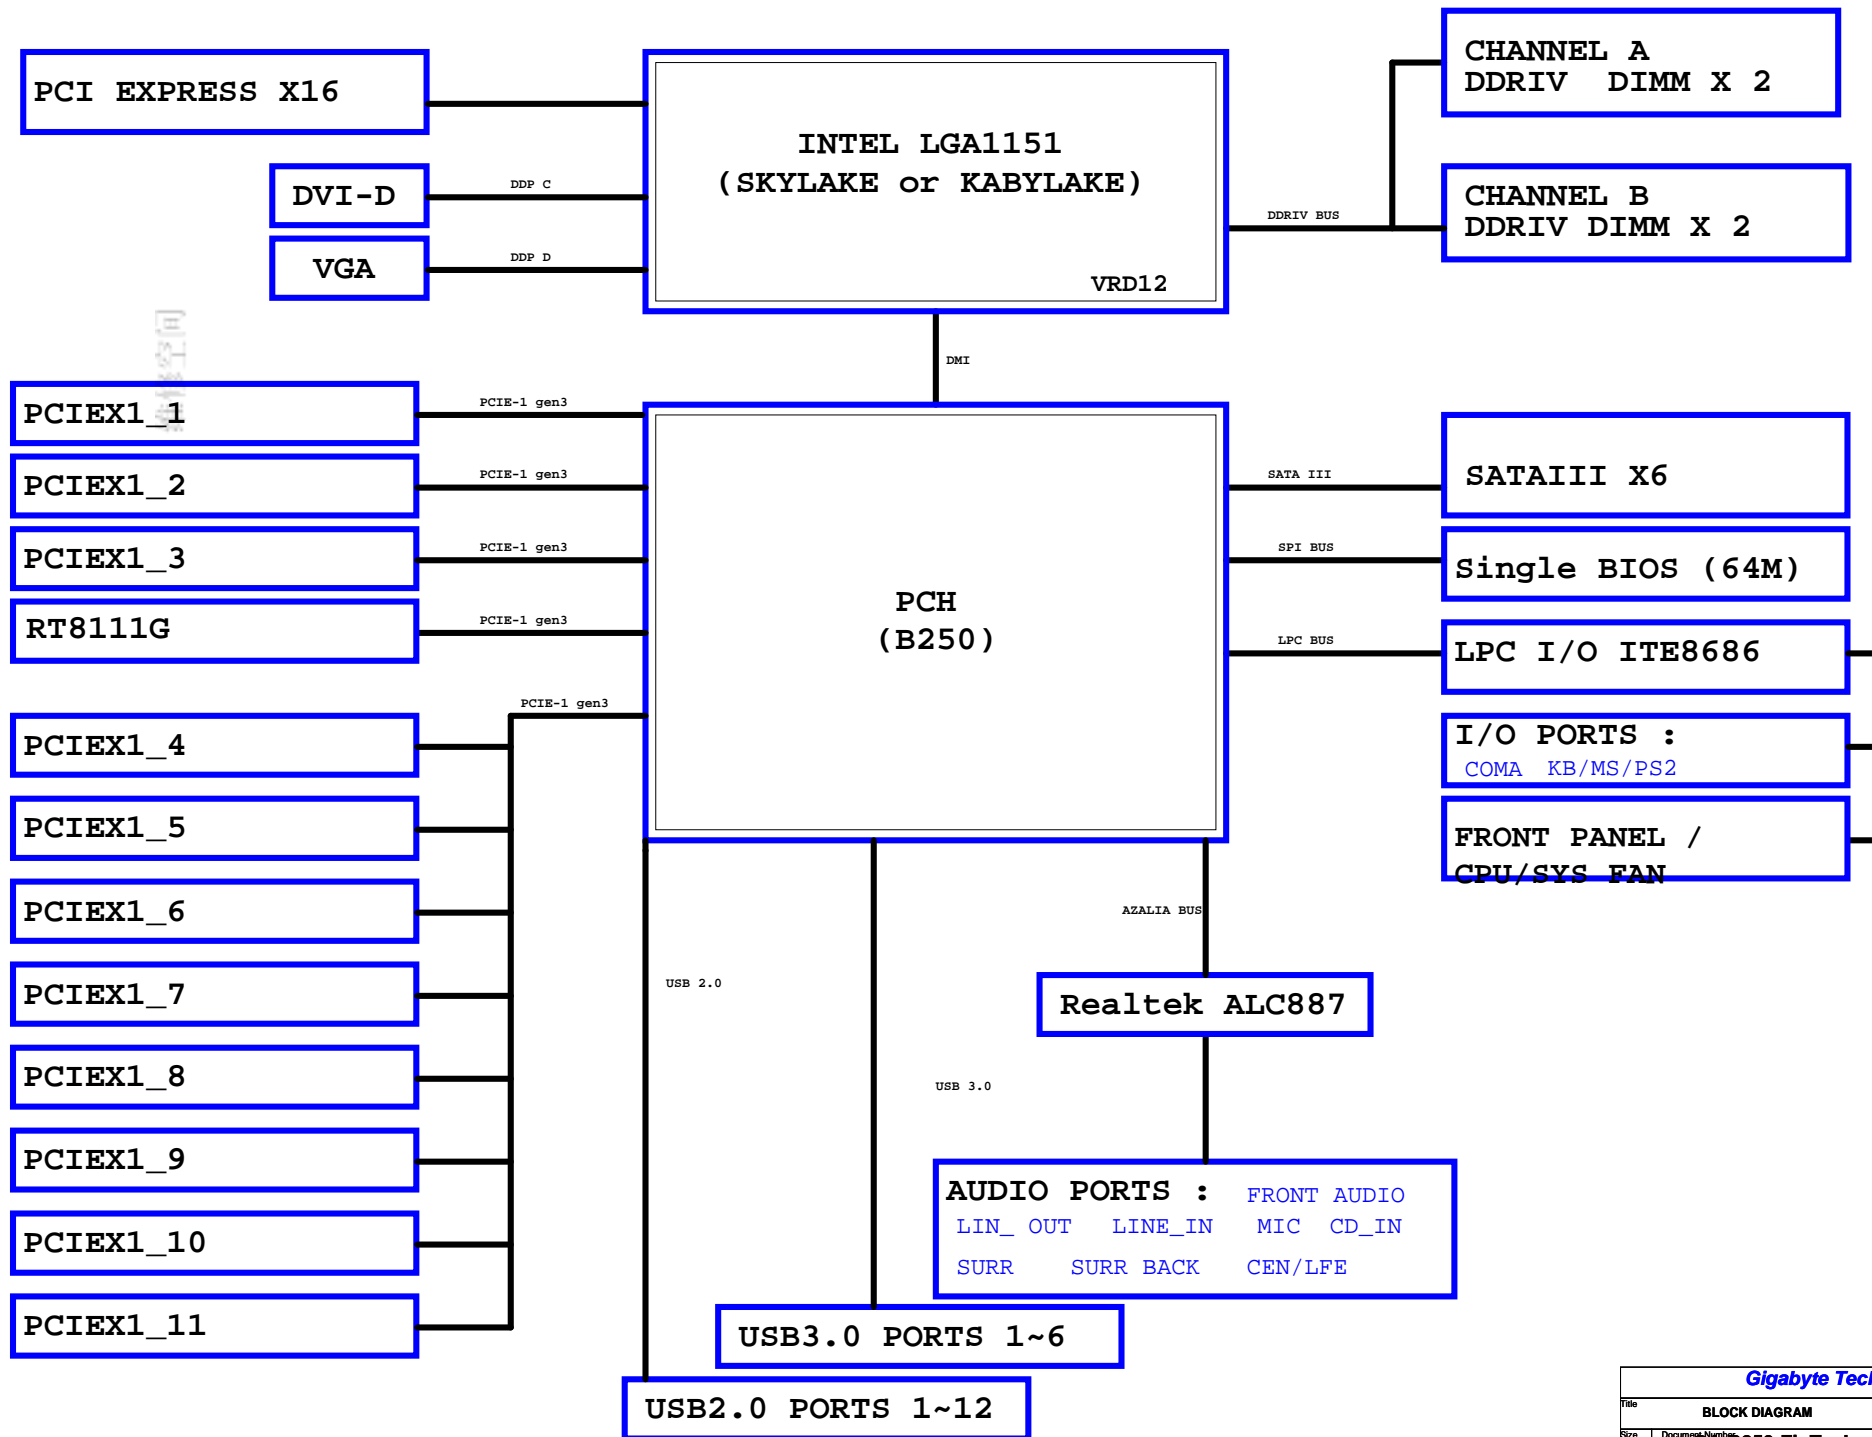 PCI EXPRESS X16
DVI-D
DDP C
VGA
DDP D
INTEL LGA1151
(SKYLAKE or KABYLAKE)
VRD12
DDRIV BUS
CHANNEL A
DDRIV DIMM X 2
CHANNEL B
DDRIV DIMM X 2
DMI
PCIEX1_1
PCIE-1 gen3
PCIEX1_2
PCIE-1 gen3
PCIEX1_3
PCIE-1 gen3
RT8111G
PCIE-1 gen3
PCIE-1 gen3
PCIEX1_4
PCIEX1_5
PCIEX1_6
PCIEX1_7
PCIEX1_8
PCIEX1_9
PCIEX1_10
PCIEX1_11
PCH
(B250)
SATA III
SATAIII X6
SPI BUS
Single BIOS (64M)
LPC BUS
LPC I/O ITE8686
I/O PORTS :
COMA KB/MS/PS2
FRONT PANEL /
CPU/SYS FAN
AZALIA BUS
USB 2.0
Realtek ALC887
USB 3.0
AUDIO PORTS : FRONT AUDIO
LIN_ OUT LINE_IN MIC CD_IN
SURR SURR BACK CEN/LFE
USB3.0 PORTS 1~6
USB2.0 PORTS 1~12
Gigabyte
Title
BLOCK DIAGRAM
Size